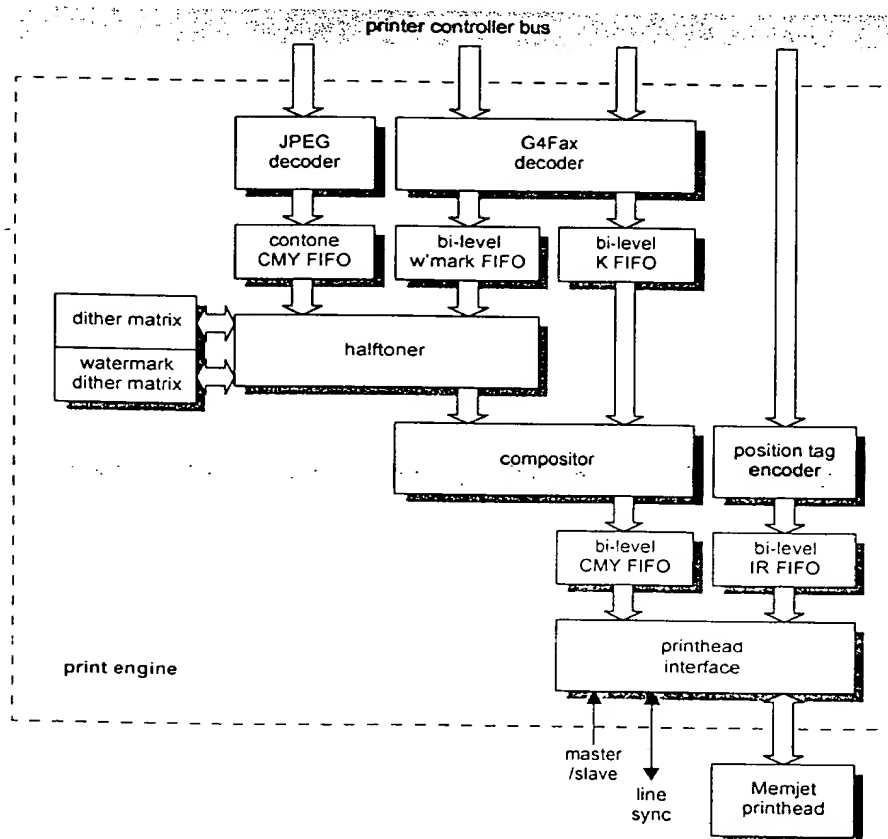 printer controller bus
JPEG
decoder
G4Fax
decoder
contone
CMY FIFO
bi-level
w'mark FIFO
bi-level
K FIFO
dither matrix
watermark
dither matrix
halftoner
compositor
position tag
encoder
bi-level
CMY FIFO
bi-level
IR FIFO
printhead
interface
print engine
master
/slave
line
sync
Memjet
printhead